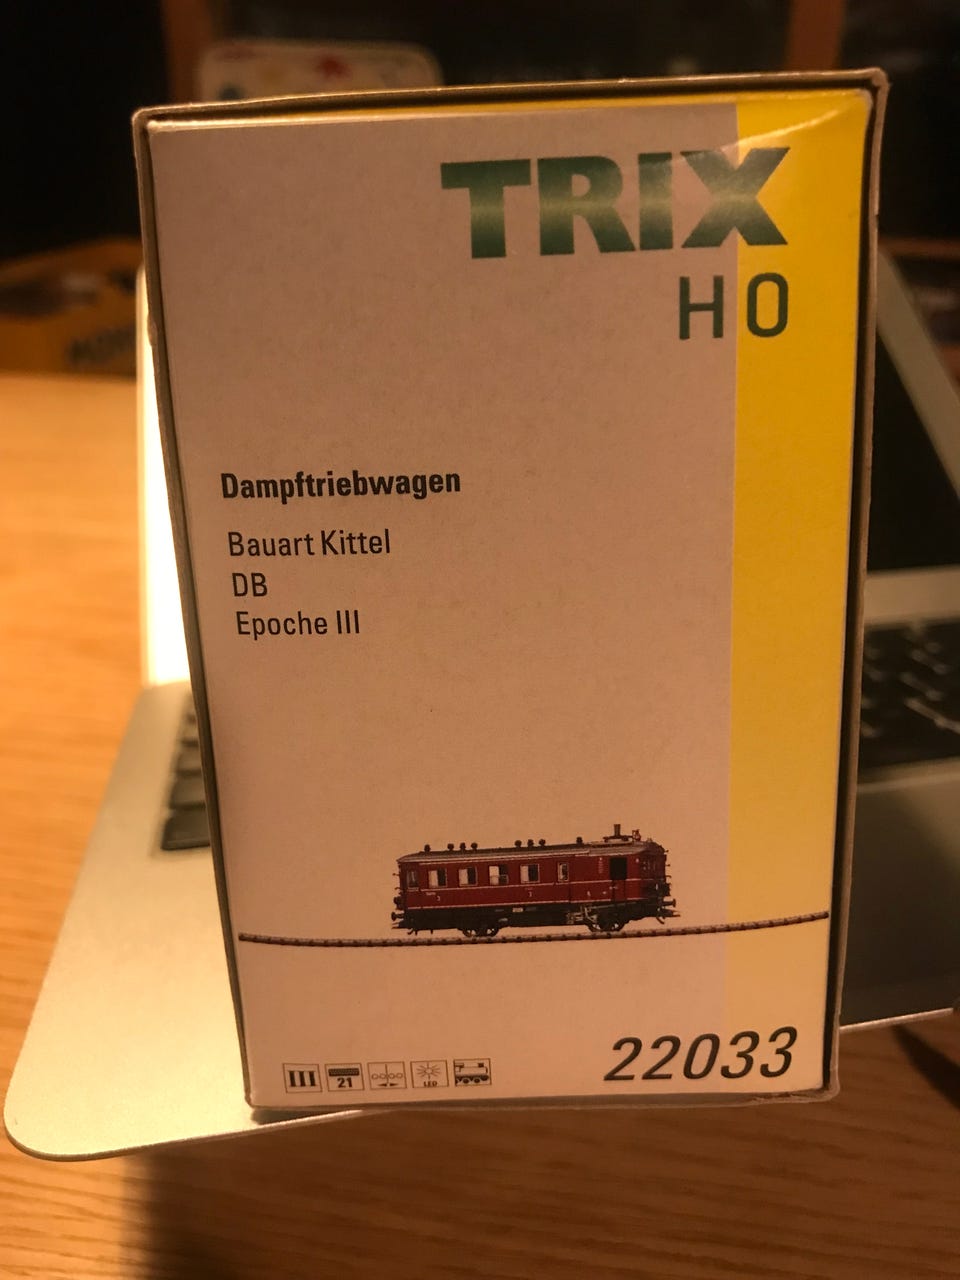 TRIX
H0
Dampftriebwagen
Bauart Kittel
DB
Epoche III
22033
III
21
LED